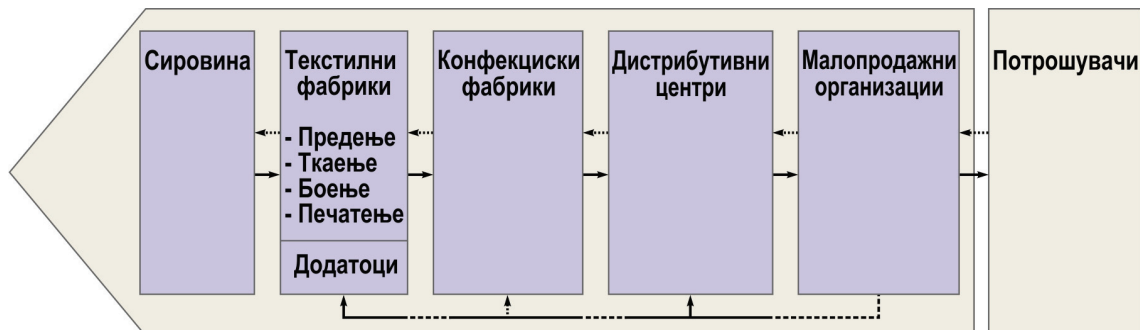 Сировина
Текстилни
фабрики
- Предење
- Ткаење
- Боење
- Печатење
Додатоци
Конфекциски
фабрики
Дистрибутивни
центри
Малопродажни
организации
Потрошувачи